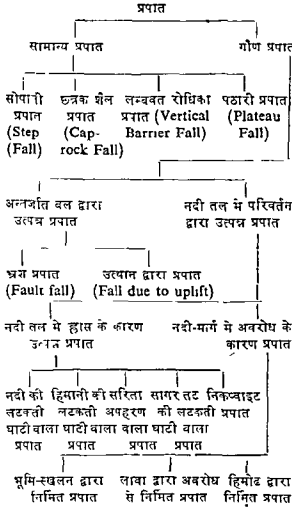 प्रपात
सामान्य प्रपात गौण प्रपात
सोपानी छत्रक शैल लम्बवत रोधिका पठारी प्रपात
प्रपात प्रपात प्रपात (Vertical (Plateau
(Step (Cap- Barrier Fall) Fall)
(Fall) rock Fall)
अन्तर्जात बल द्वारा नदी तल मे परिवर्तन
उत्पन्न प्रपात द्वारा उत्पन्न प्रपात
भ्रंश प्रपात उत्थान द्वारा प्रपात
(Fault fall) (Fall due to uplift)
नदी तल मे ह्रास के कारण नदी-मार्ग मे अवरोध के
उत्पन्न प्रपात कारण प्रपात
नदी की हिमानी की सरिता सागर तट निकप्वाइट
लटकती लटकती अपहरण की लटकती प्रपात
घाटी वाला घाटी वाला वाला घाटी वाला
प्रपात प्रपात प्रपात प्रपात
भूमि-स्खलन द्वारा लावा द्वारा अवरोध हिमोढ द्वारा
निर्मित प्रपात से निर्मित प्रपात निर्मित प्रपात